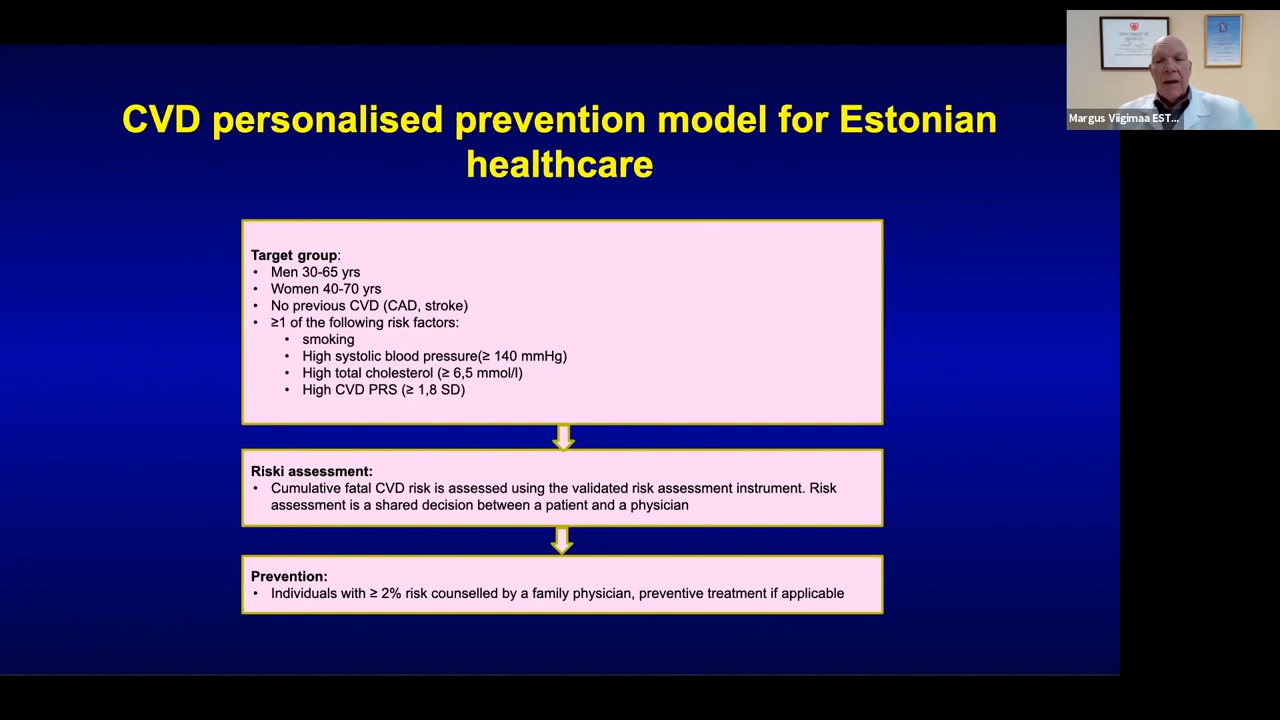 CVD personalised prevention model for Estonian
healthcare
Target group:
• Men 30-65 yrs
• Women 40-70 yrs
• No previous CVD (CAD, stroke)
• ≥1 of the following risk factors:
• smoking
• High systolic blood pressure(≥ 140 mmHg)
• High total cholesterol (≥ 6,5 mmol/l)
• High CVD PRS (≥ 1,8 SD)
Riski assessment:
• Cumulative fatal CVD risk is assessed using the validated risk assessment instrument. Risk
assessment is a shared decision between a patient and a physician
Prevention:
• Individuals with ≥ 2% risk counselled by a family physician, preventive treatment if applicable
Margus Viigimaa EST...